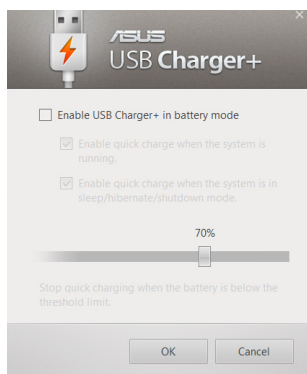 ASUS
USB Charger+
Enable USB Charger+ in battery mode
Enable quick charge when the system is
running.
Enable quick charge when the system is in
sleep/hibernate/shutdown mode.
70%
Stop quick charging when the battery is below the
threshold limit.
OK
Cancel